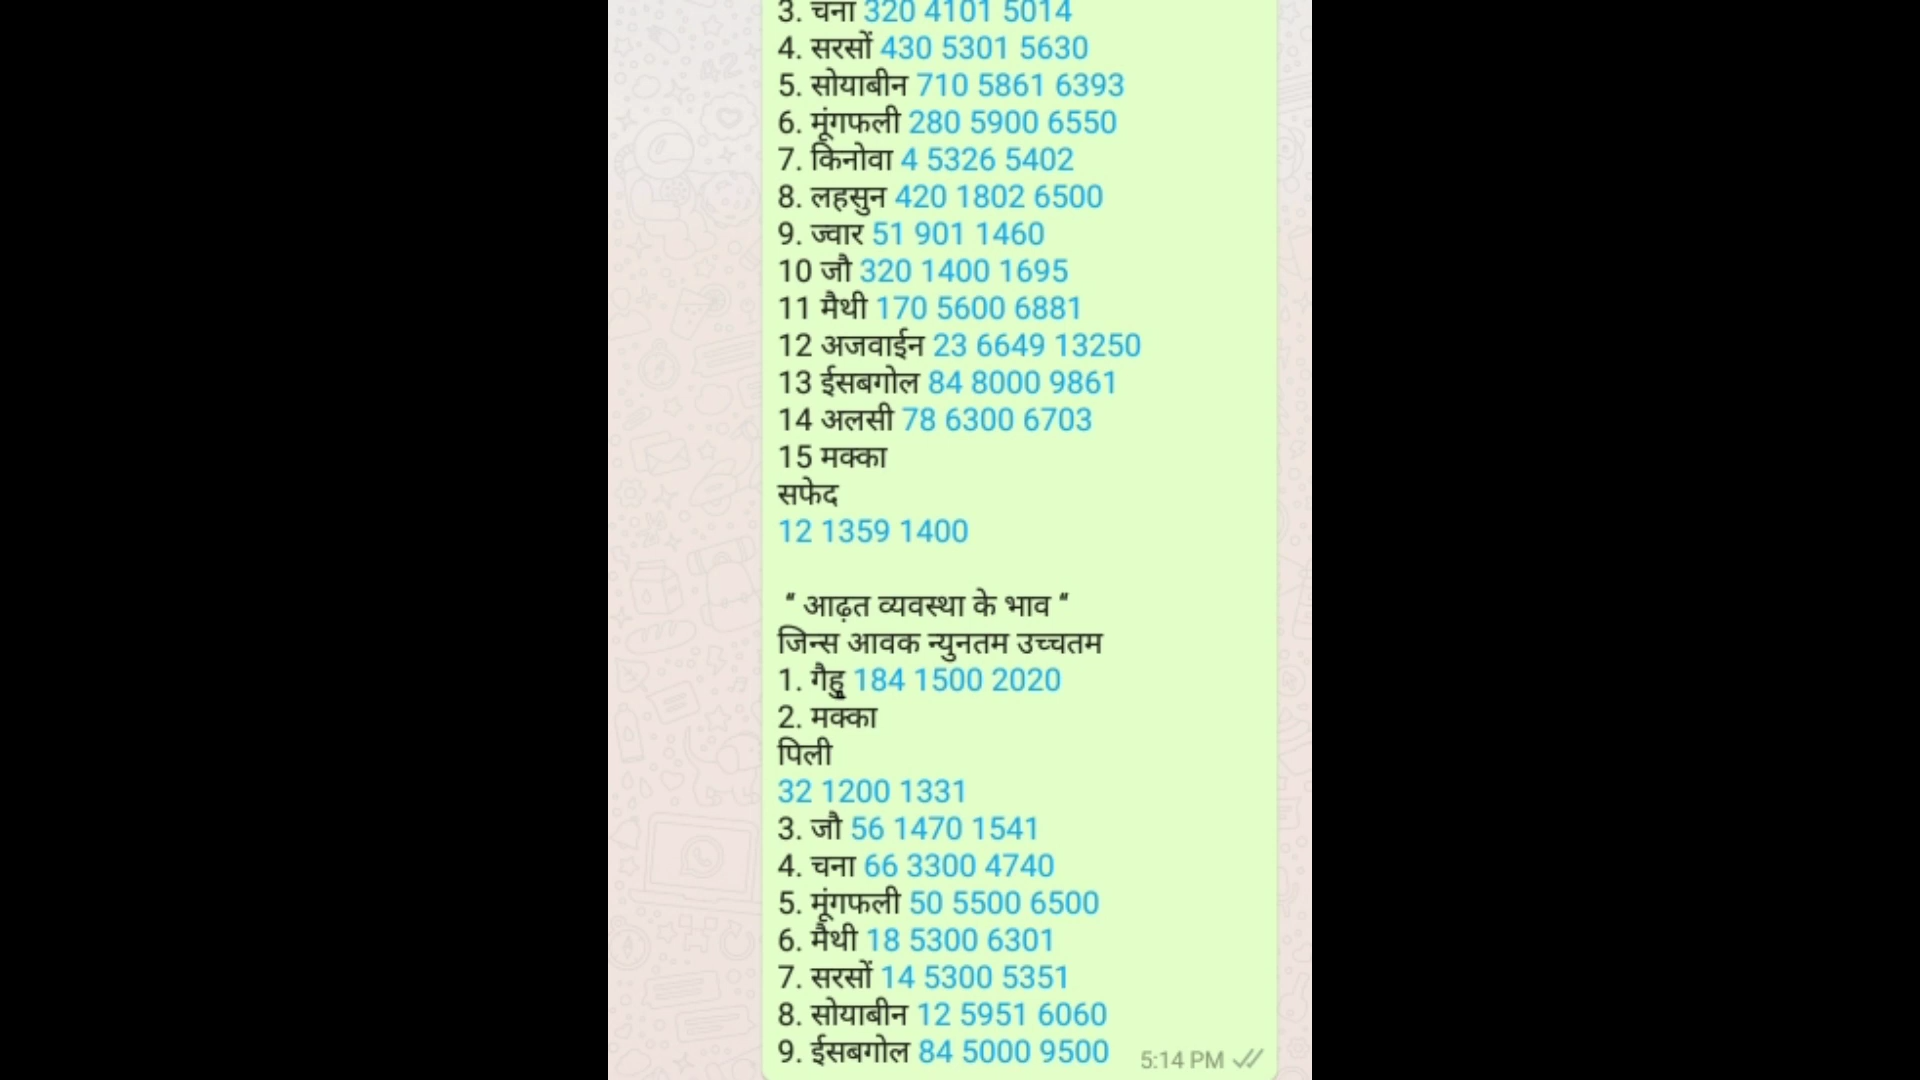 3. चना 320 4101 5014
4. सरसों 430 5301 5630
5. सोयाबीन 710 5861 6393
6. मूंगफली 280 5900 6550
7. किनोवा 4 5326 5402
8. लहसुन 420 1802 6500
9. ज्वार 51 901 1460
10 जौ 320 1400 1695
11 मैथी 170 5600 6881
12 अजवाईन 23 6649 13250
13 ईसबगोल 84 8000 9861
14 अलसी 78 6300 6703
15 मक्का
सफेद
12 1359 1400
“ आढ़त व्यवस्था के भाव “
जिन्स आवक न्युनतम उच्चतम
1. गैहुु 184 1500 2020
2. मक्का
पिली
32 1200 1331
3. जौ 56 1470 1541
4. चना 66 3300 4740
5. मूंगफली 50 5500 6500
6. मैथी 18 5300 6301
7. सरसों 14 5300 5351
8. सोयाबीन 12 5951 6060
9. ईसबगोल 84 5000 9500 5:14 PM